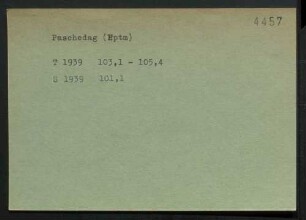 4457
Paschedag (Hptm)
T 1939 103,1 - 105,4
S 1939 101,1